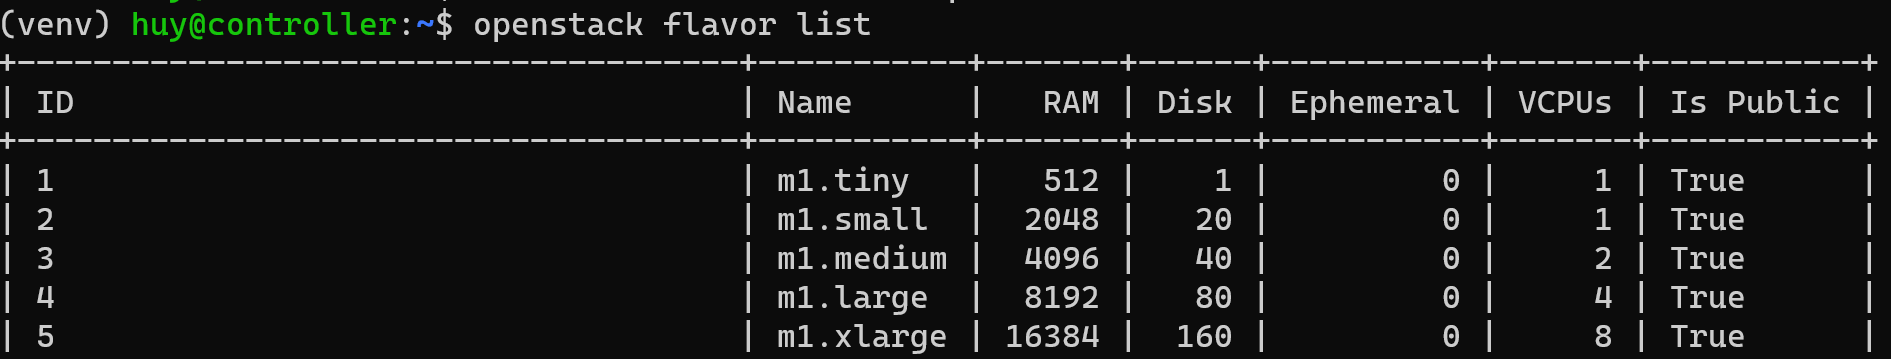 (venv) huy@controller:~$ openstack flavor list
+--------------------------------------+-----------+-------+------+-----------+-------+-----------+
| ID                                   | Name      |   RAM | Disk | Ephemeral | VCPUs | Is Public |
+--------------------------------------+-----------+-------+------+-----------+-------+-----------+
| 1                                    | m1.tiny   |   512 |    1 |         0 |     1 | True      |
| 2                                    | m1.small  |  2048 |   20 |         0 |     1 | True      |
| 3                                    | m1.medium |  4096 |   40 |         0 |     2 | True      |
| 4                                    | m1.large  |  8192 |   80 |         0 |     4 | True      |
| 5                                    | m1.xlarge | 16384 |  160 |         0 |     8 | True      |